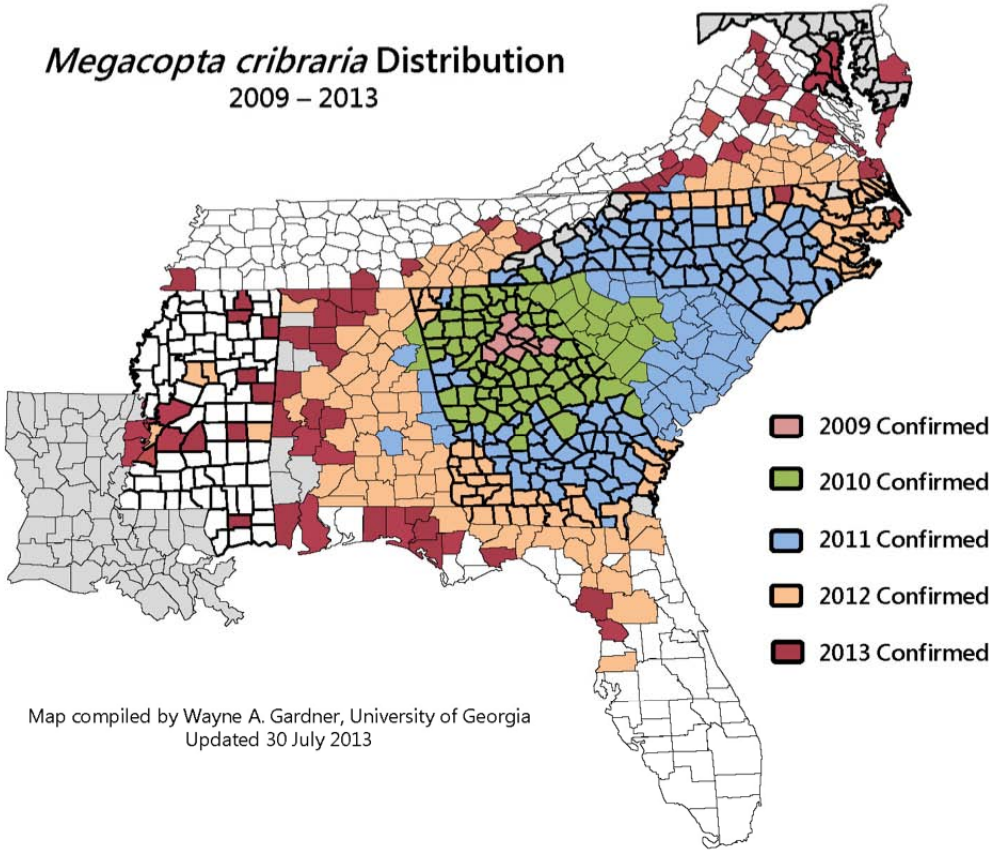 Megacopta cribraria Distribution
2009 – 2013
2009 Confirmed
2010 Confirmed
2011 Confirmed
2012 Confirmed
2013 Confirmed
Map compiled by Wayne A. Gardner, University of Georgia
Updated 30 July 2013